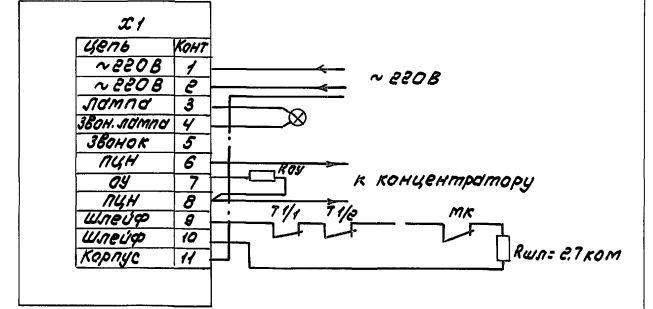 X1
Цепь Конт
~220В 1
~220В 2
Лампа 3
Звон. лампа 4
Звонок 5
ПЦН 6
ОУ 7
ПЦН 8
Шлейф 9
Шлейф 10
Корпус 11
~220В
Rоу
к концентратору
Т1/1 Т1/2 МК
Rшл=2.7 ком